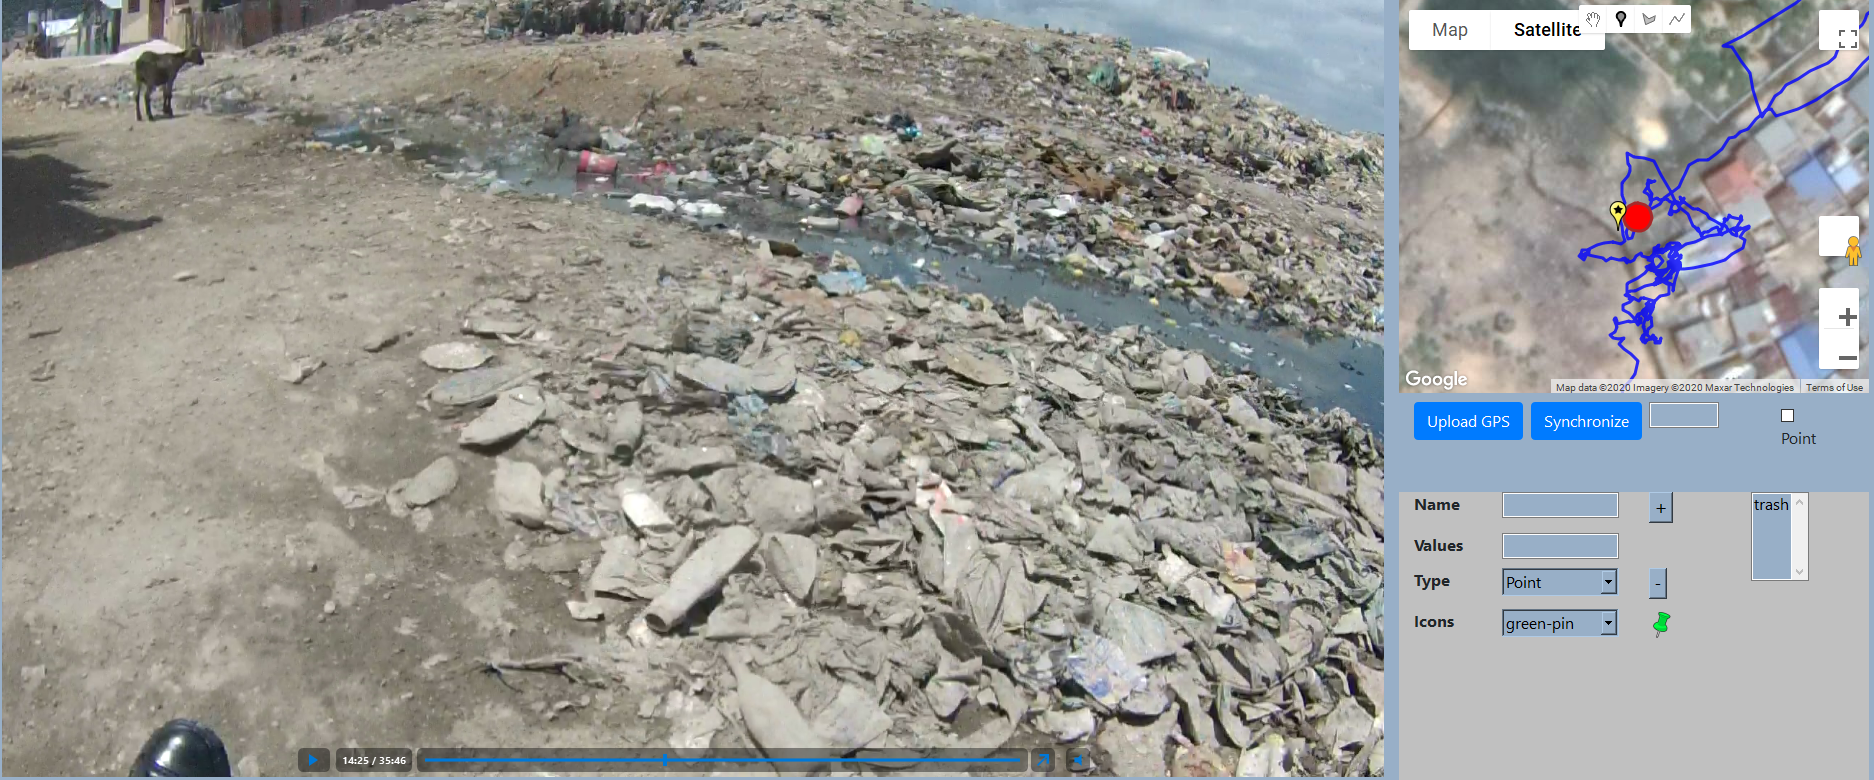 Map
Satellite
Google
Map data ©2020 Imagery ©2020 Maxar Technologies
Terms of Use
Upload GPS
Synchronize
Point
Name
+
trash
Values
Type
Point
-
Icons
green-pin
14:25 / 35:46